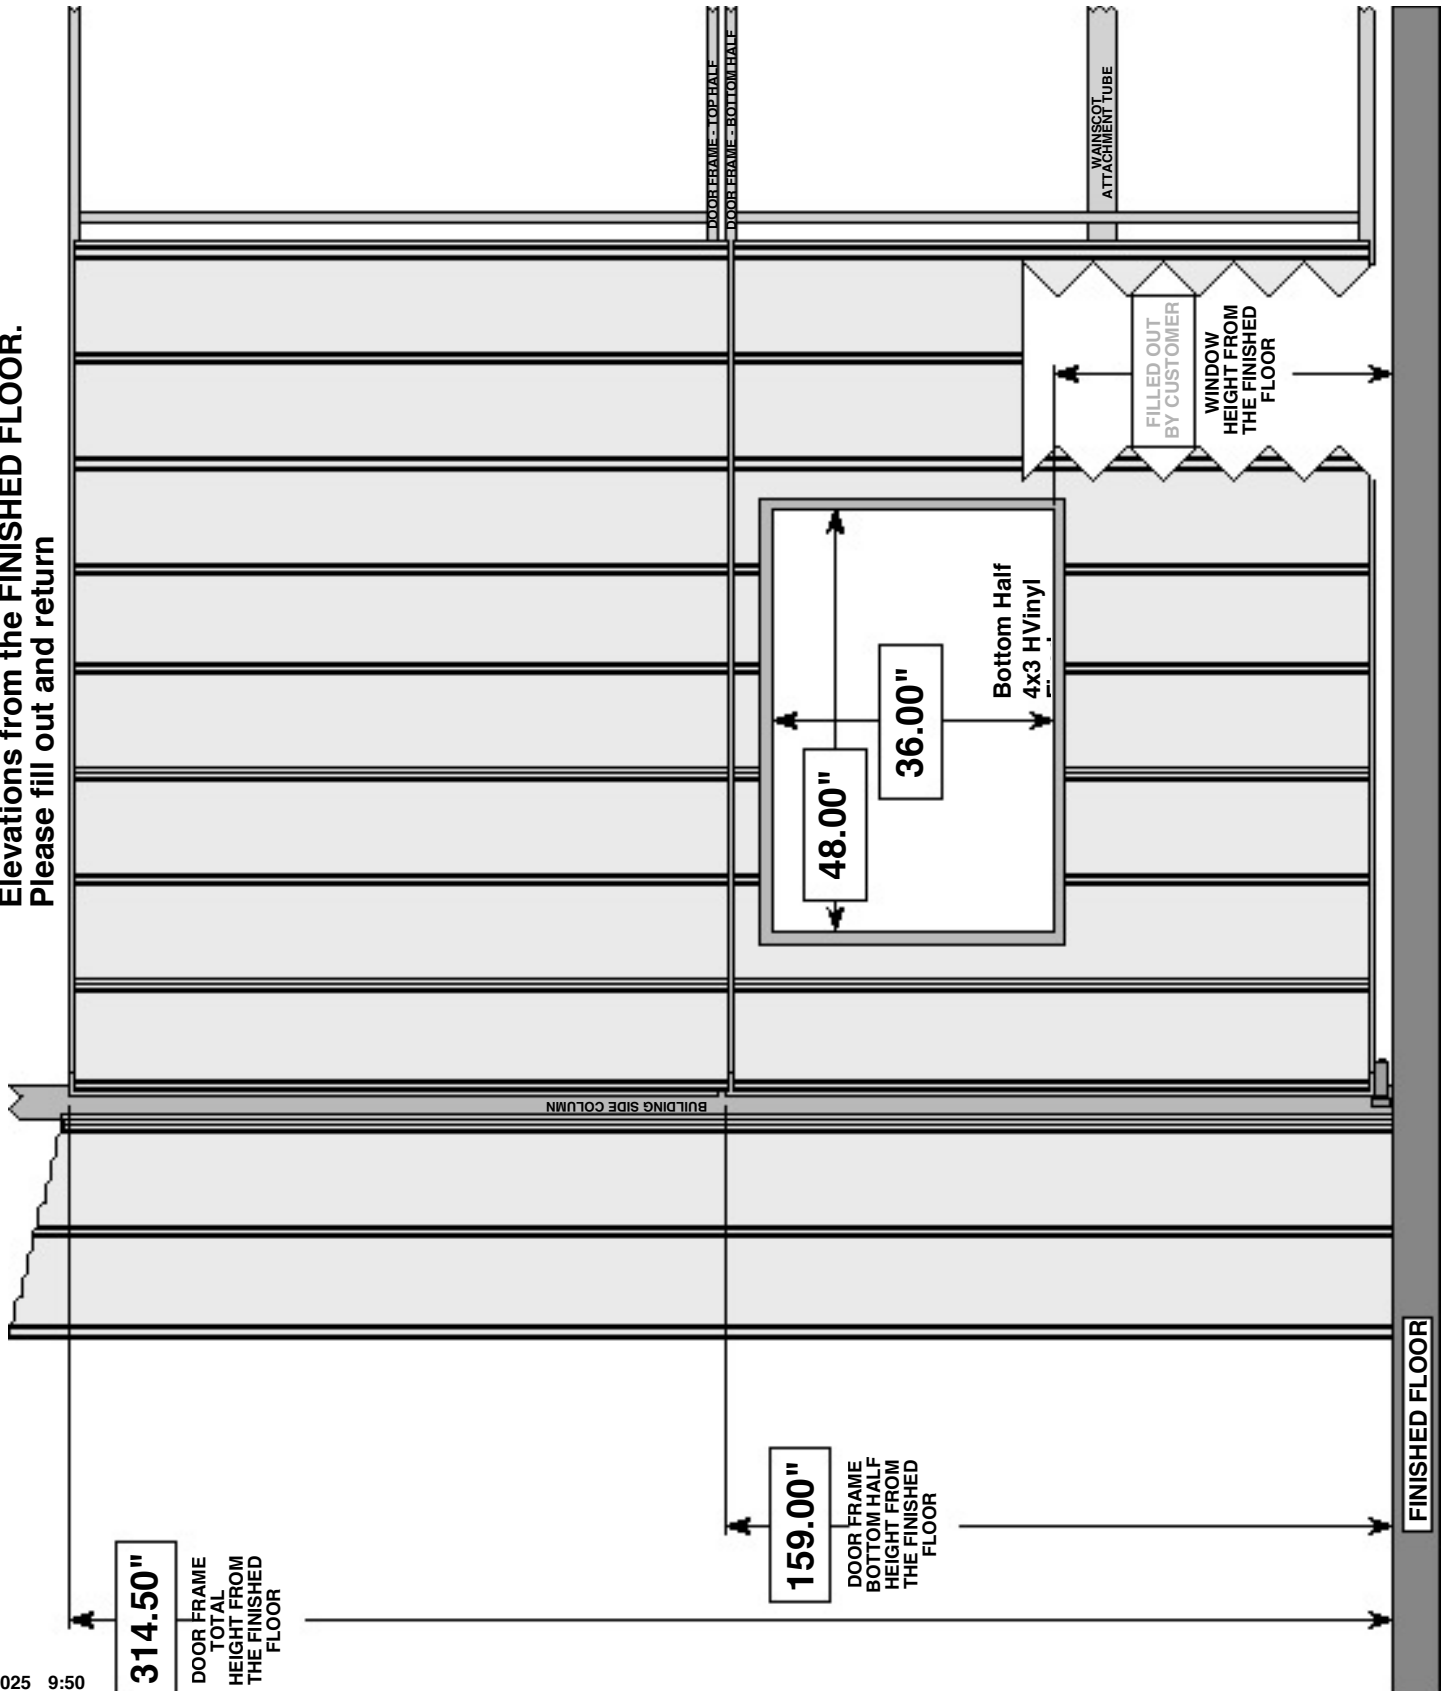 Elevations from the FINISHED FLOOR.
Please fill out and return
DOOR FRAME - TOP HALF
DOOR FRAME - BOTTOM HALF
WAINSCOT
ATTACHMENT TUBE
FILLED OUT
BY CUSTOMER
WINDOW
HEIGHT FROM
THE FINISHED
FLOOR
48.00"
36.00"
Bottom Half
4x3 HVinyl
BUILDING SIDE COLUMN
314.50"
DOOR FRAME
TOTAL
HEIGHT FROM
THE FINISHED
FLOOR
159.00"
DOOR FRAME
BOTTOM HALF
HEIGHT FROM
THE FINISHED
FLOOR
FINISHED FLOOR
025 9:50